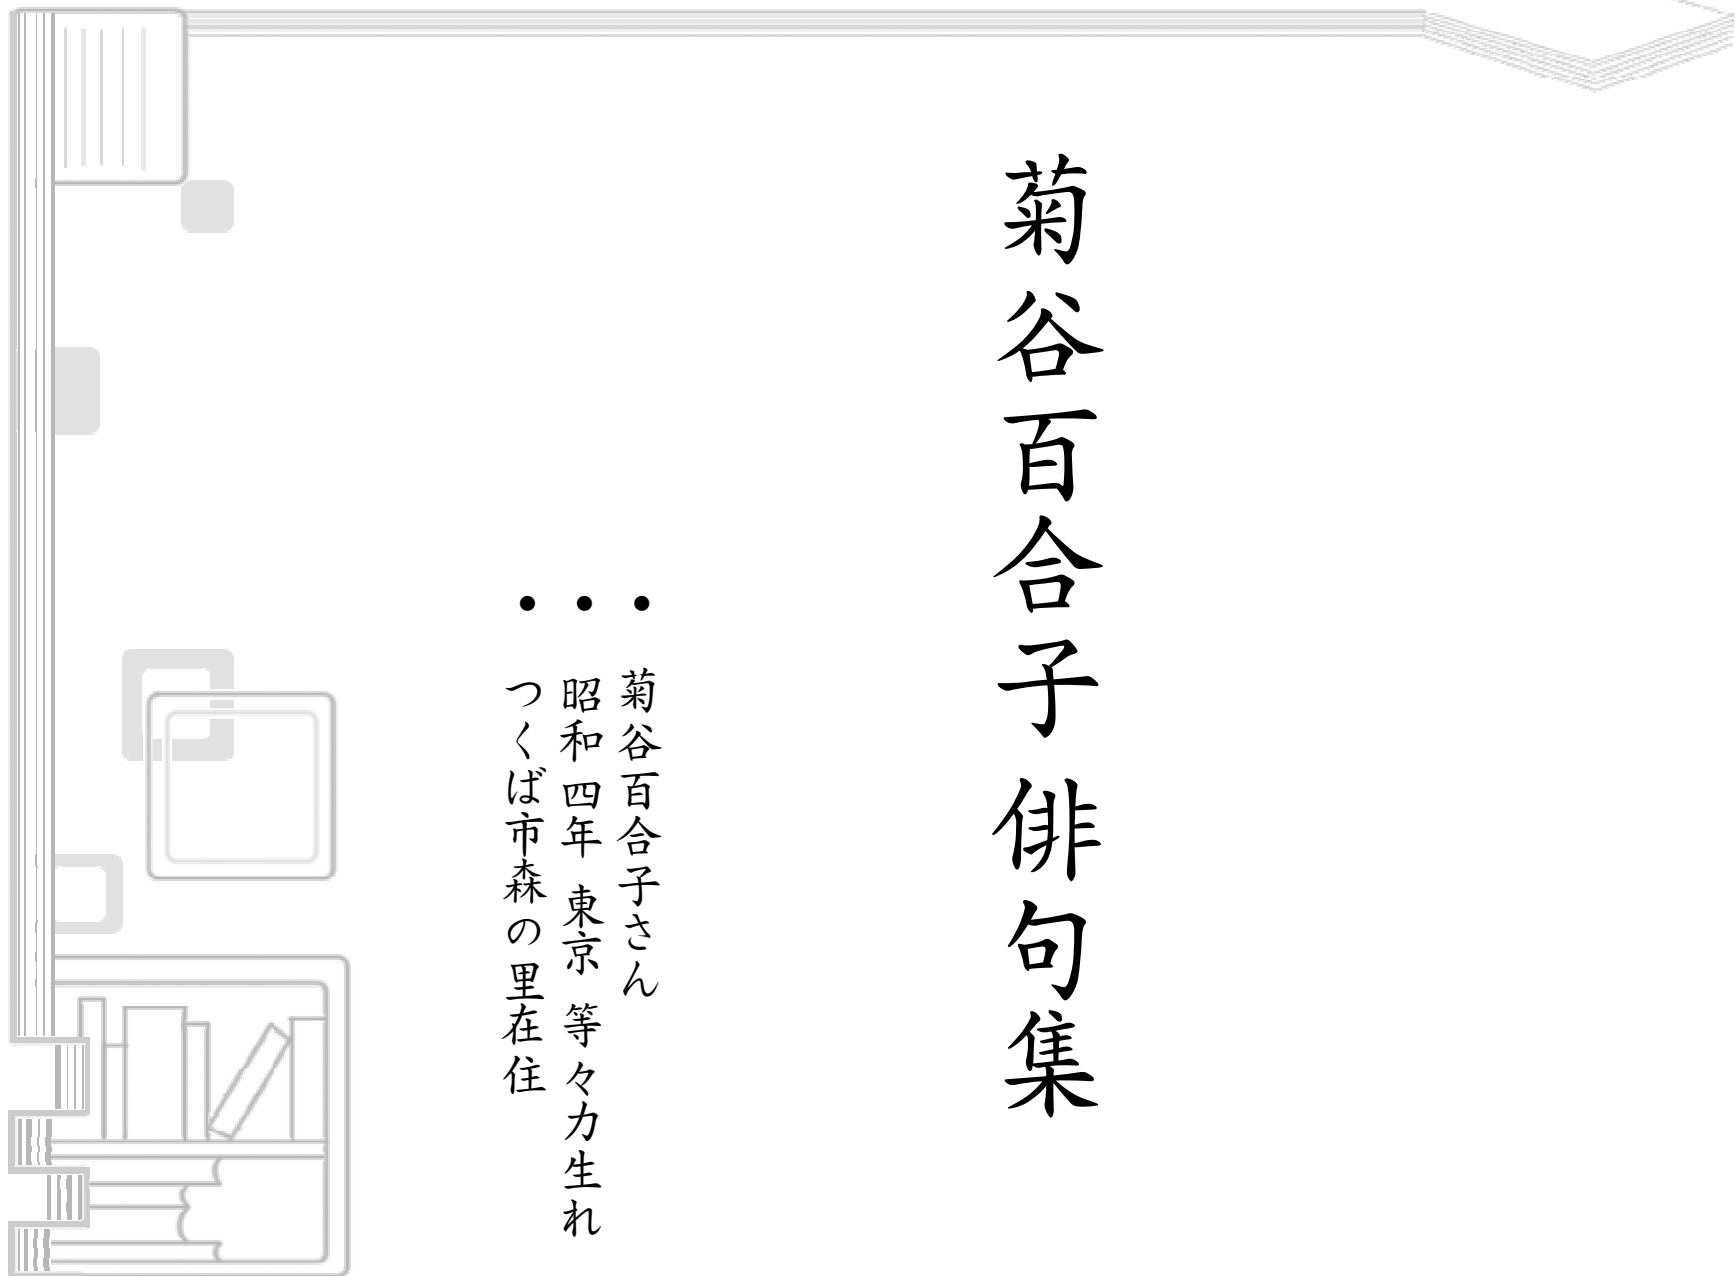 菊谷百合子 俳句集
・ 菊谷百合子さん
・ 昭和 四年 東京 等々力生れ
・ つくば市森の里在住